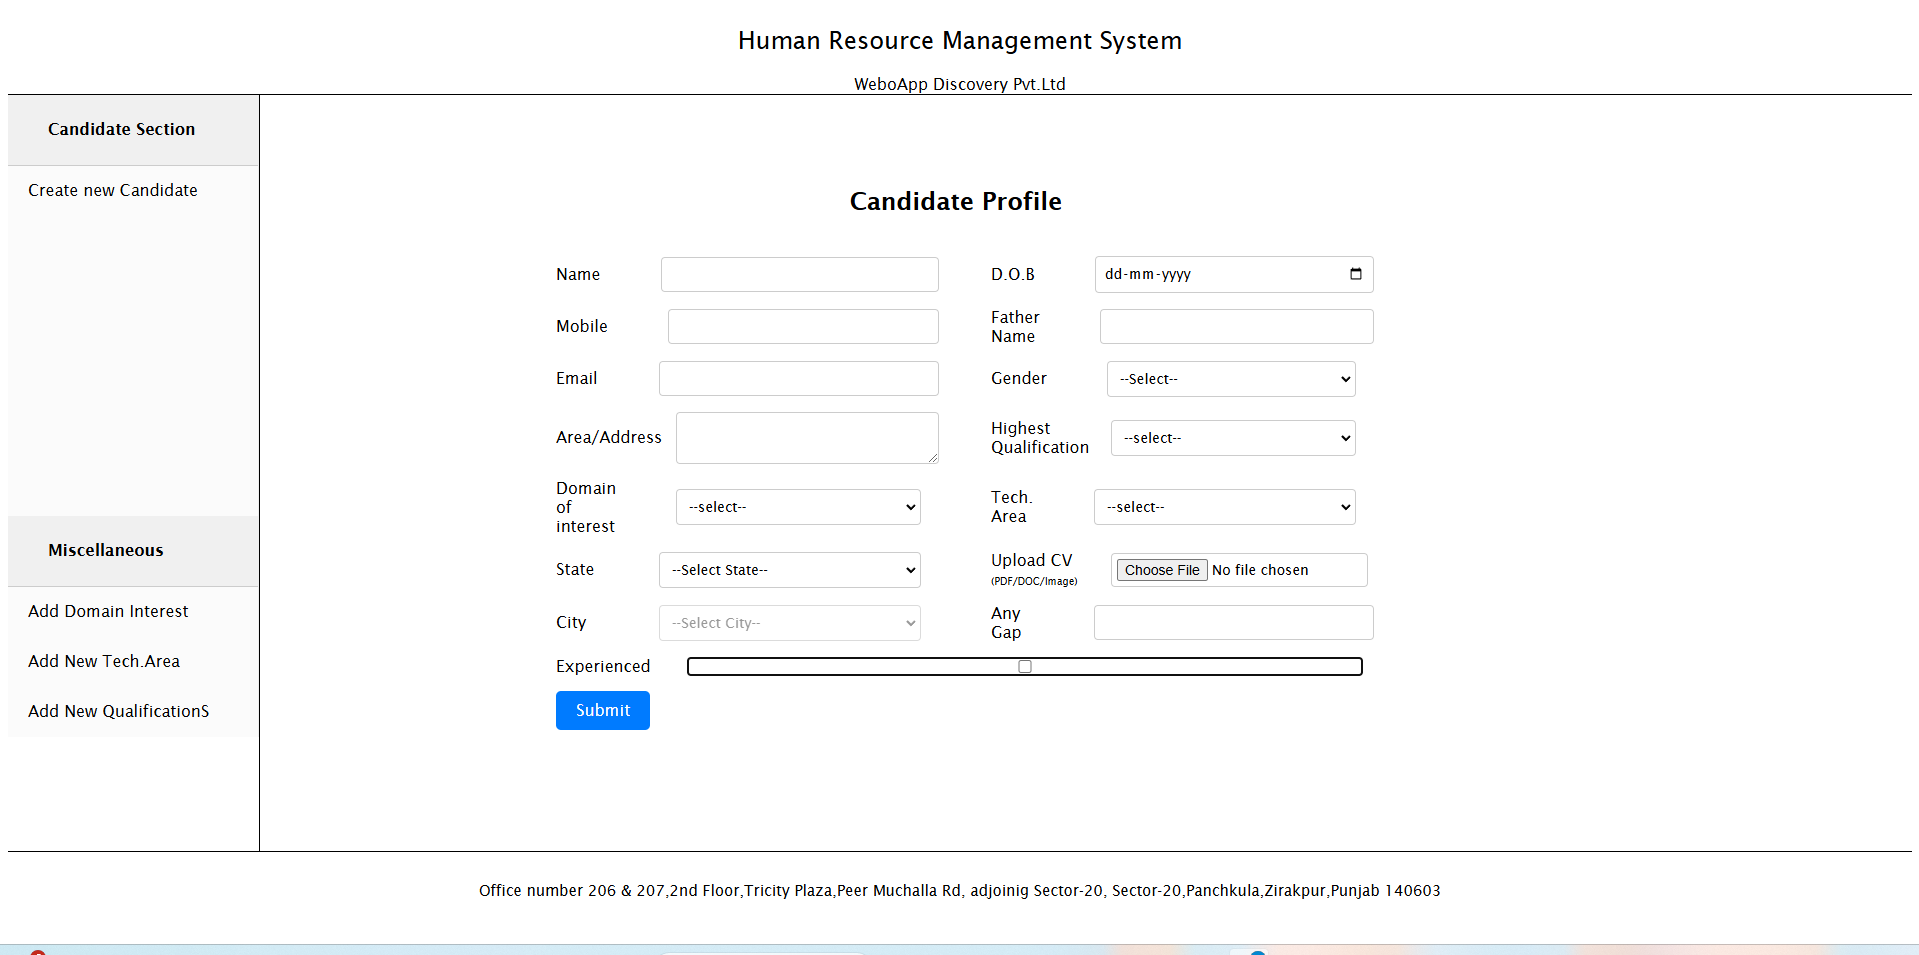 Human Resource Management System
WeboApp Discovery Pvt.Ltd
Candidate Section
Create new Candidate
Miscellaneous
Add Domain Interest
Add New Tech.Area
Add New QualificationS
Candidate Profile
Name
D.O.B
dd-mm-yyyy
Mobile
Father
Name
Email
Gender
--Select--
Area/Address
Highest
Qualification
--select--
Domain
of
interest
--select--
Tech.
Area
--select--
State
--Select State--
Upload CV
(PDF/DOC/Image)
Choose File No file chosen
City
--Select City--
Any
Gap
Experienced
Submit
Office number 206 & 207,2nd Floor,Tricity Plaza,Peer Muchalla Rd, adjoinig Sector-20, Sector-20,Panchkula,Zirakpur,Punjab 140603